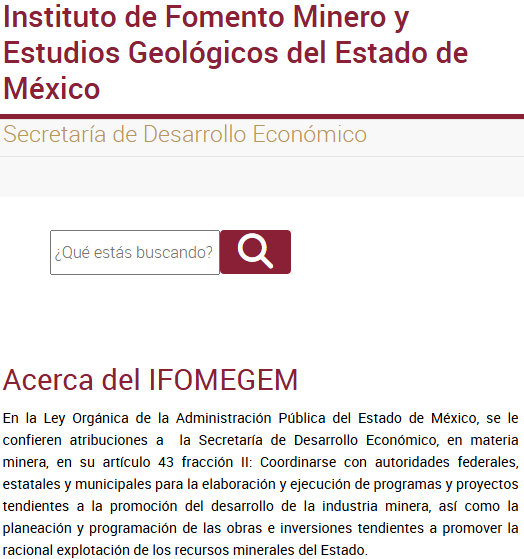 Instituto de Fomento Minero y
Estudios Geológicos del Estado de
México
Secretaría de Desarrollo Económico
¿Qué estás buscando?
Acerca del IFOMEGEM
En la Ley Orgánica de la Administración Pública del Estado de México, se le
confieren atribuciones a  la Secretaría de Desarrollo Económico, en materia
minera, en su artículo 43 fracción II: Coordinarse con autoridades federales,
estatales y municipales para la elaboración y ejecución de programas y proyectos
tendientes a la promoción del desarrollo de la industria minera, así como la
planeación y programación de las obras e inversiones tendientes a promover la
racional explotación de los recursos minerales del Estado.